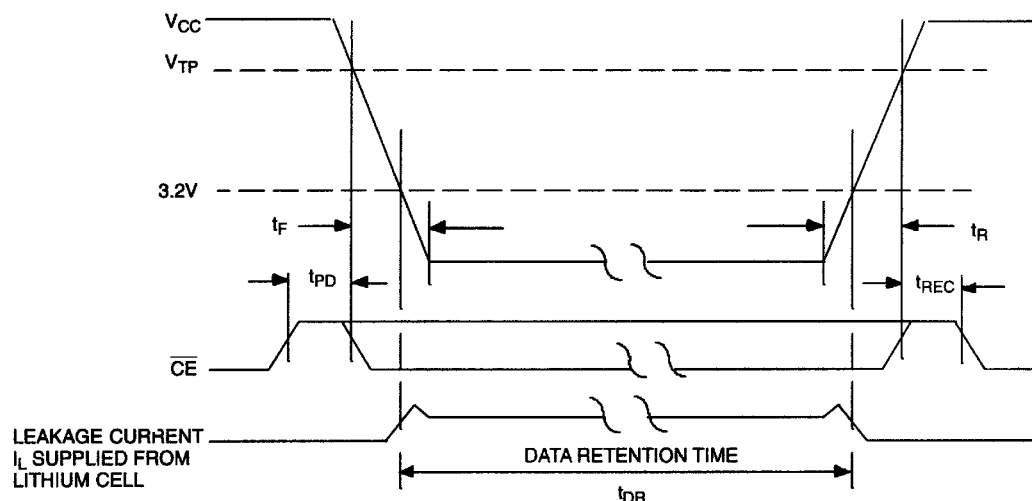 VCC
VTP
3.2V
tF
tR
tPD
tREC
CE
LEAKAGE CURRENT
IL SUPPLIED FROM
LITHIUM CELL
DATA RETENTION TIME
tDR